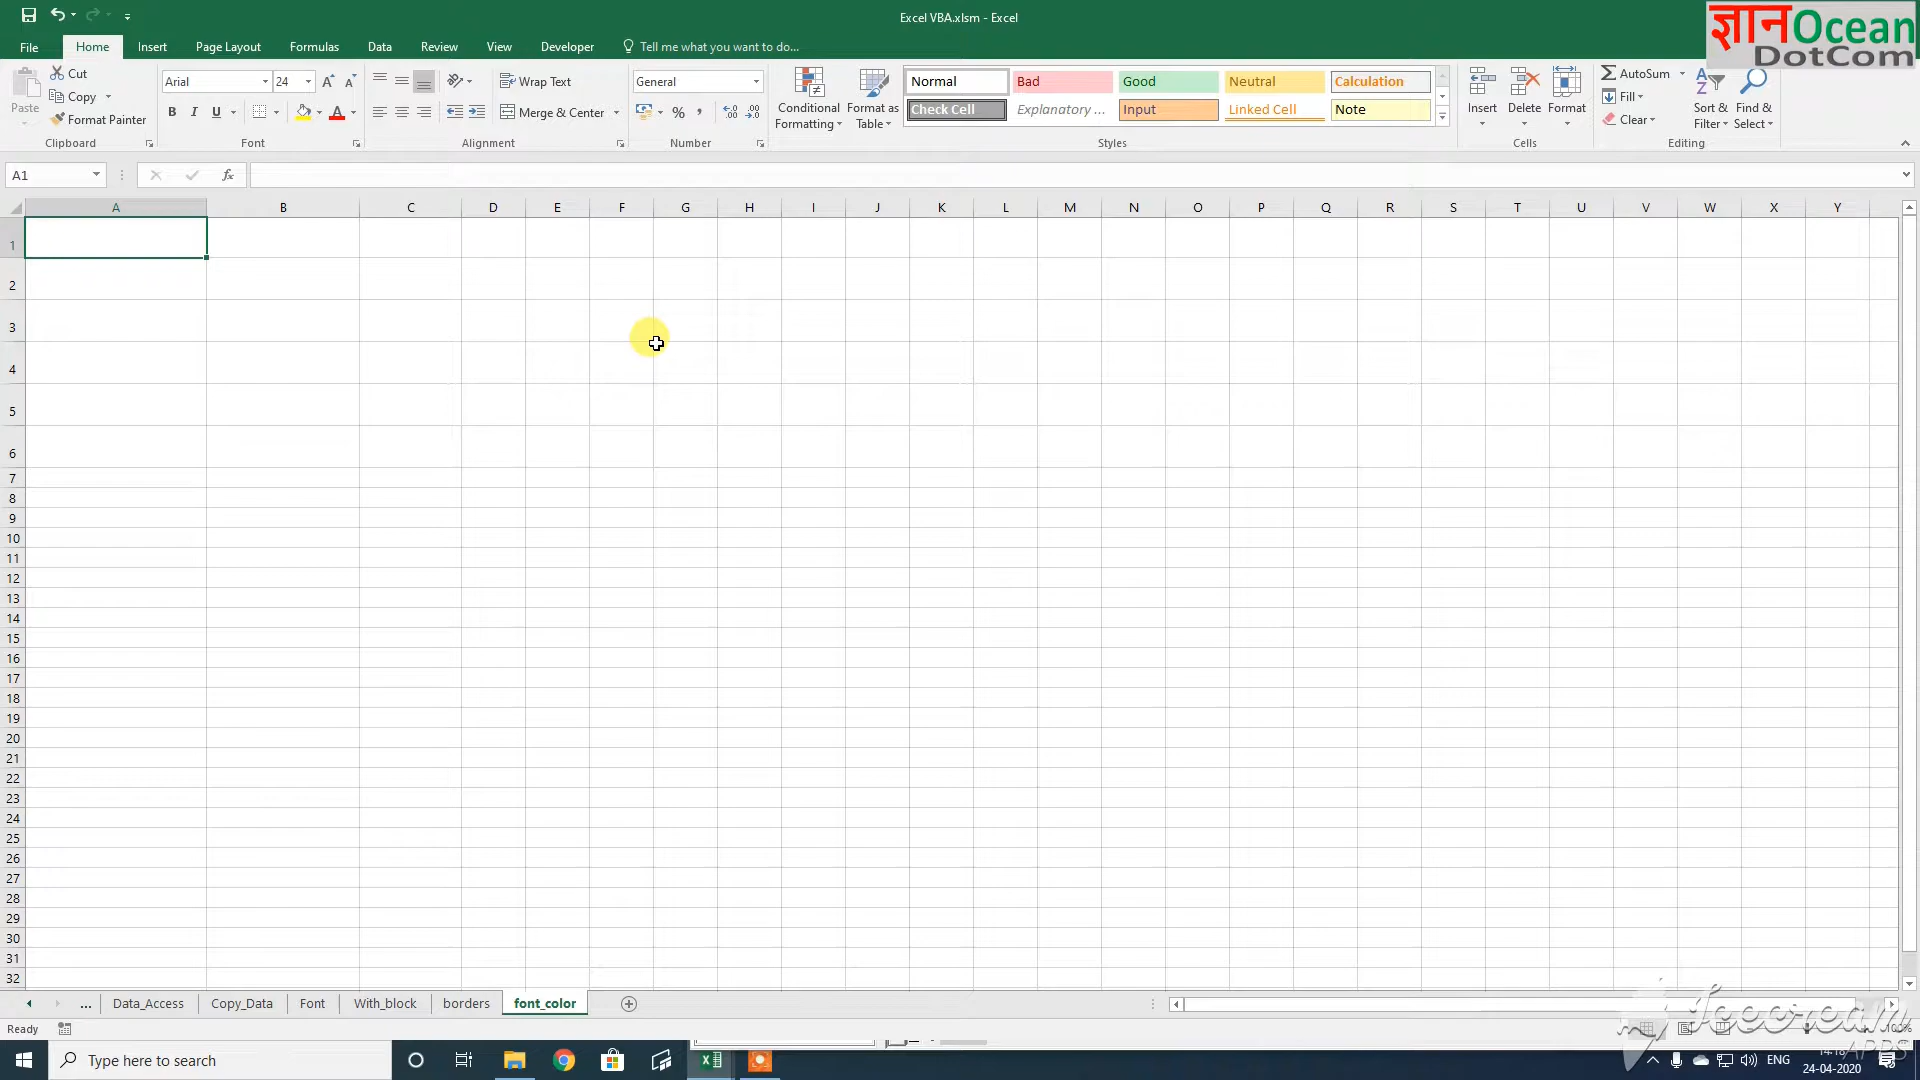 Excel VBA.xlsm - Excel
ज्ञानOcean
DotCom
File Home Insert Page Layout Formulas Data Review View Developer Tell me what you want to do...
Paste
Cut
Copy
Format Painter
Clipboard
Arial 24
B I U
Font
Wrap Text
Merge & Center
Alignment
General
%
Number
Conditional Formatting
Format as Table
Normal Bad Good Neutral Calculation
Check Cell Explanatory ... Input Linked Cell Note
Styles
Insert Delete Format
Cells
AutoSum
Fill
Clear
Sort & Filter
Find & Select
Editing
A1 fx
A B C D E F G H I J K L M N O P Q R S T U V W X Y
1
2
3
4
5
6
7
8
9
10
11
12
13
14
15
16
17
18
19
20
21
22
23
24
25
26
27
28
29
30
31
32
... Data_Access Copy_Data Font With_block borders font_color
Ready
Icecream
APPS
Type here to search
ENG
24-04-2020